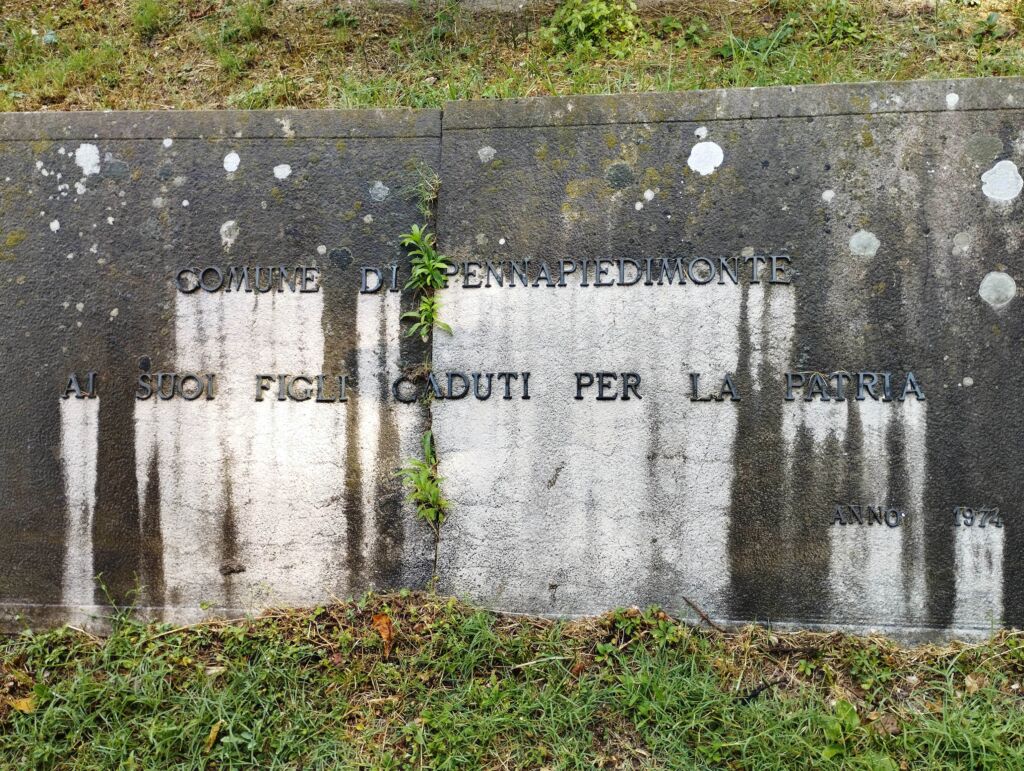 COMUNE DI PENNAPIEDIMONTE
AI SUOI FIGLI CADUTI PER LA PATRIA
ANNO 1974